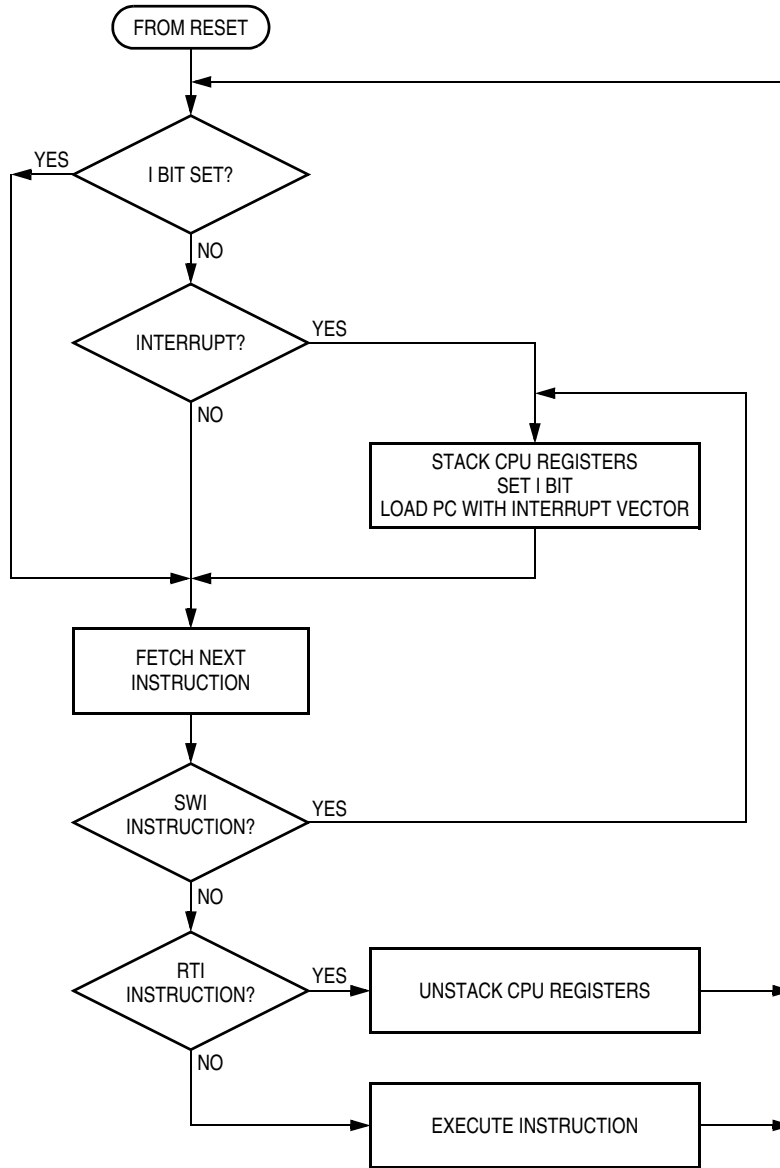 FROM RESET
YES
I BIT SET?
NO
INTERRUPT?
YES
NO
STACK CPU REGISTERS
SET I BIT
LOAD PC WITH INTERRUPT VECTOR
FETCH NEXT
INSTRUCTION
SWI
INSTRUCTION?
YES
NO
RTI
INSTRUCTION?
YES
UNSTACK CPU REGISTERS
NO
EXECUTE INSTRUCTION